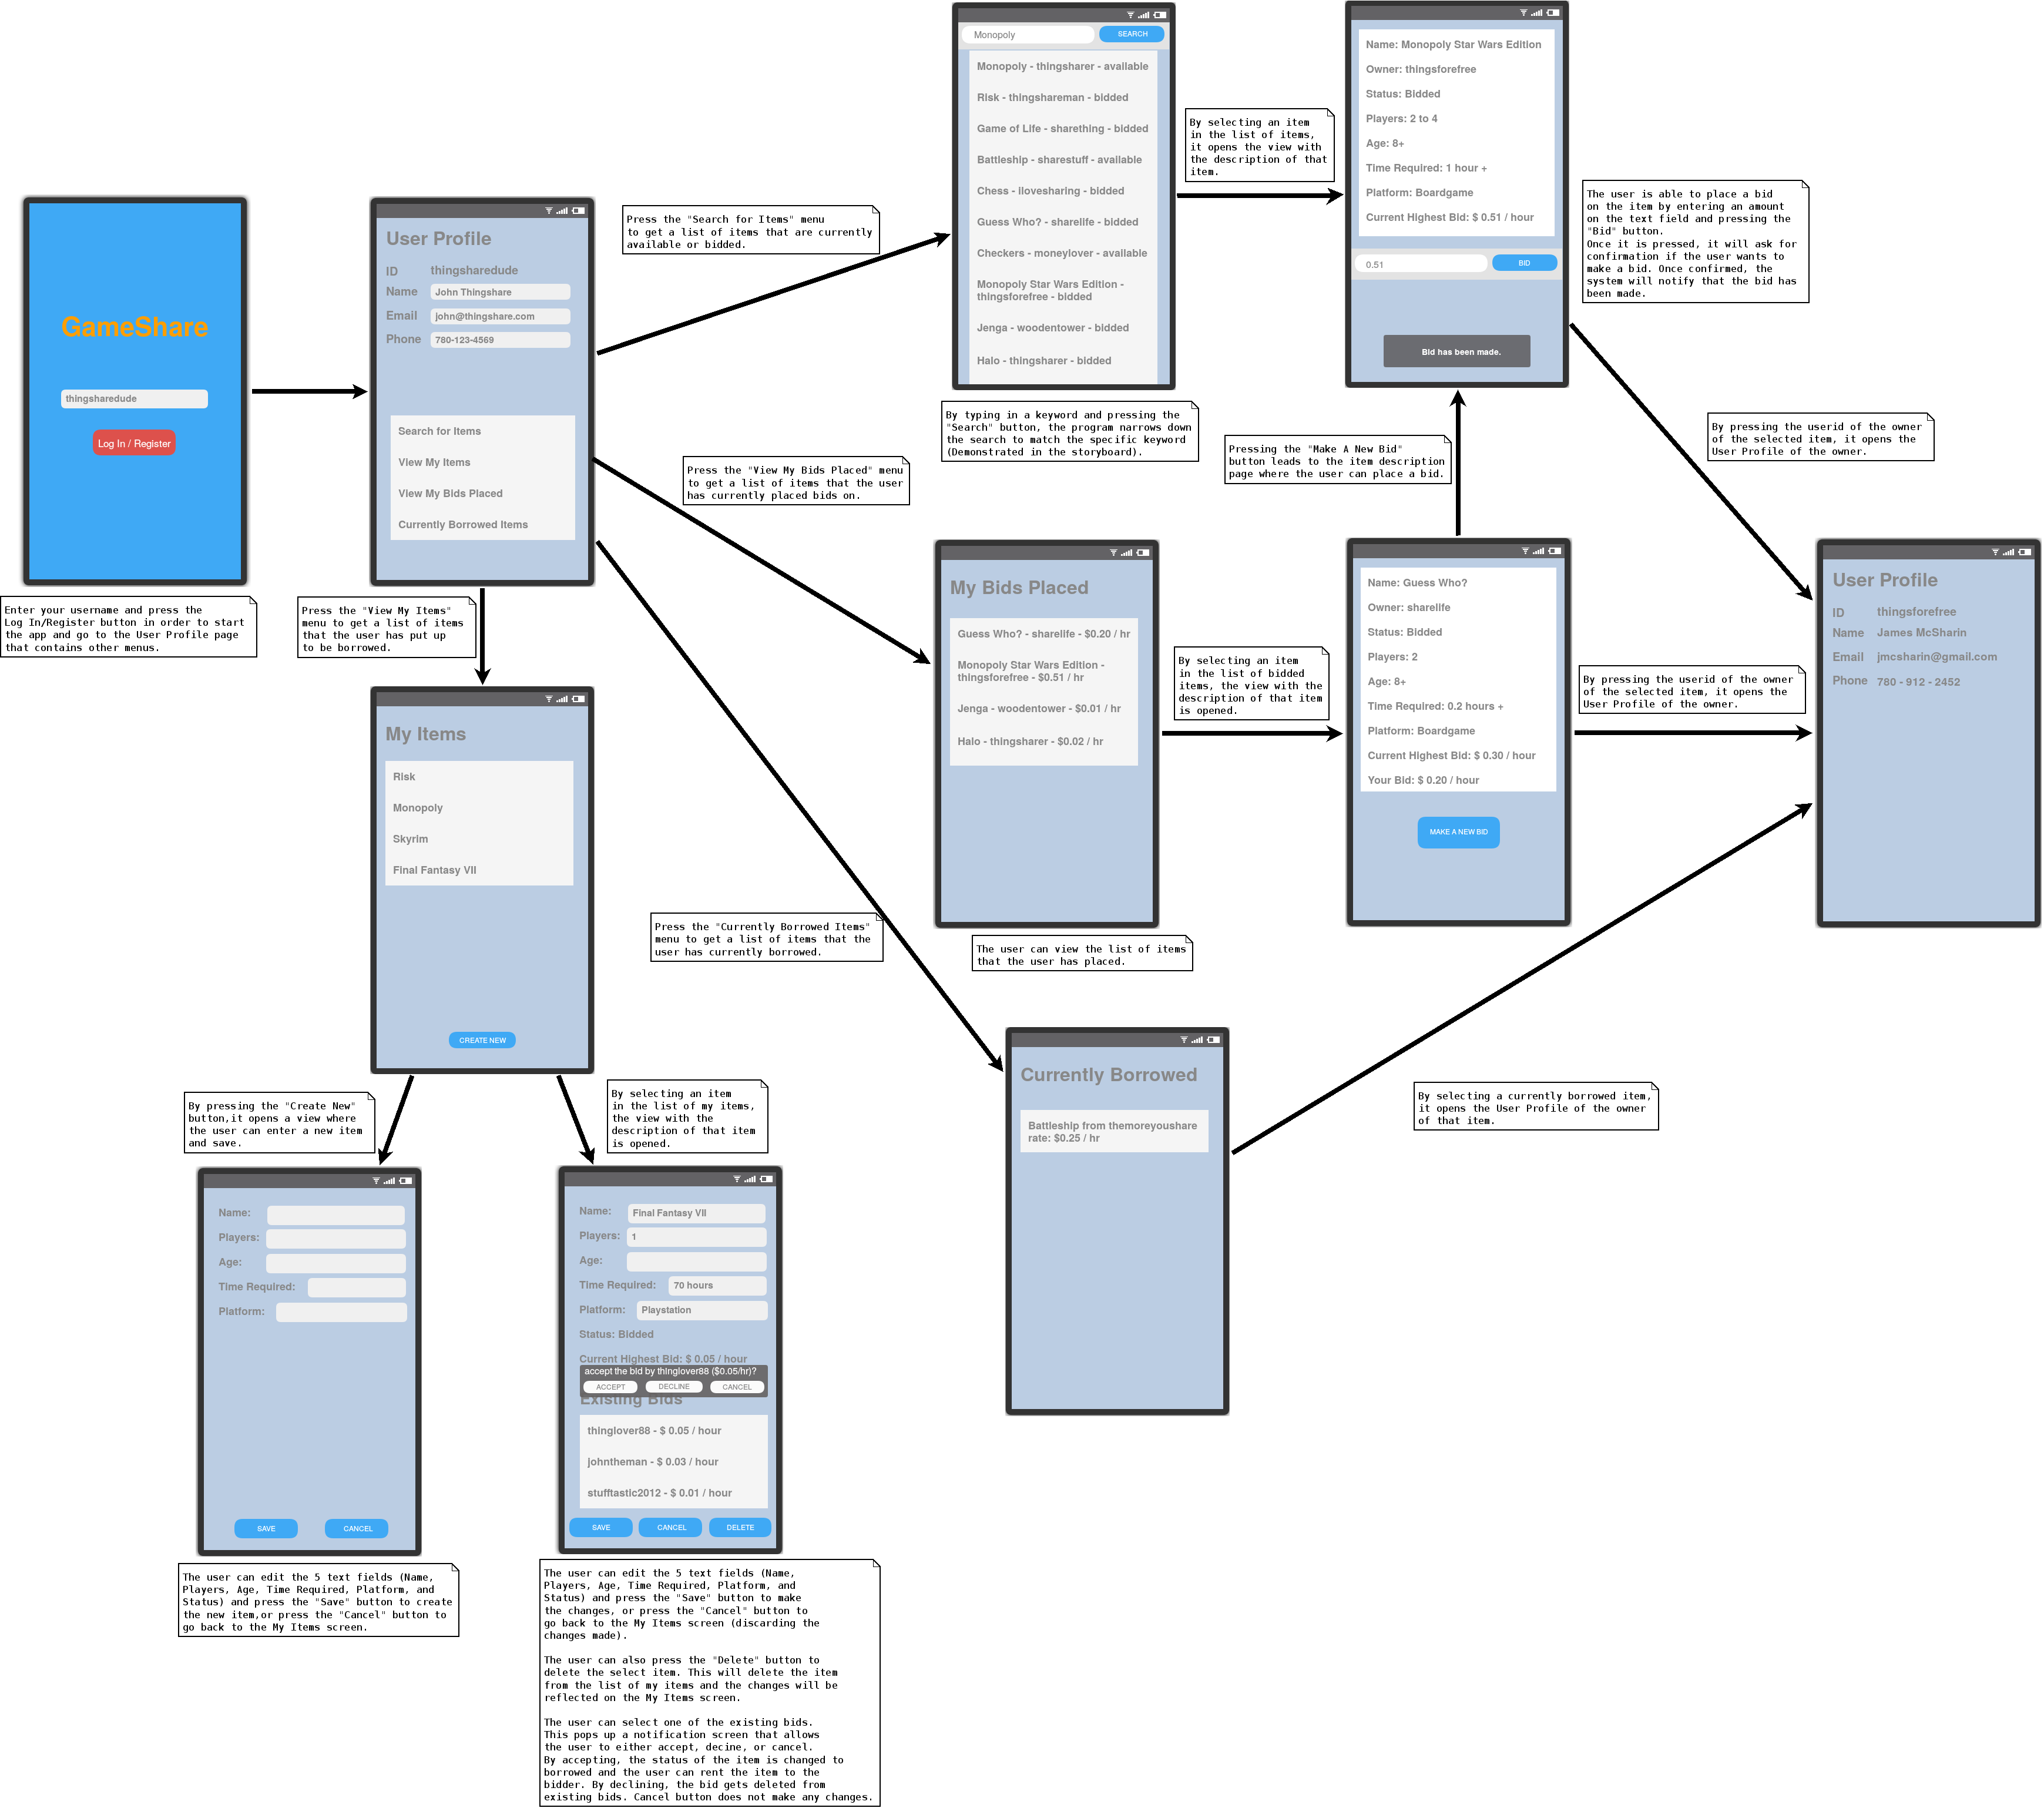 GameShare
thingsharedude
Log In / Register
Enter your username and press the
Log In/Register button in order to start
the app and go to the User Profile page
that contains other menus.
User Profile
ID thingsharedude
Name John Thingshare
Email john@thingshare.com
Phone 780-123-4569
Search for Items
View My Items
View My Bids Placed
Currently Borrowed Items
Press the "Search for Items" menu
to get a list of items that are currently
available or bidded.
Monopoly SEARCH
Monopoly - thingsharer - available
Risk - thingshareman - bidded
Game of Life - sharething - bidded
Battleship - sharestuff - available
Chess - ilovesharing - bidded
Guess Who? - sharelife - bidded
Checkers - moneylover - available
Monopoly Star Wars Edition -
thingsforefree - bidded
Jenga - woodentower - bidded
Halo - thingsharer - bidded
By typing in a keyword and pressing the
"Search" button, the program narrows down
the search to match the specific keyword
(Demonstrated in the storyboard).
By selecting an item
in the list of items,
it opens the view with
the description of that
item.
Name: Monopoly Star Wars Edition
Owner: thingsforefree
Status: Bidded
Players: 2 to 4
Age: 8+
Time Required: 1 hour +
Platform: Boardgame
Current Highest Bid: $ 0.51 / hour
0.51 BID
Bid has been made.
The user is able to place a bid
on the item by entering an amount
on the text field and pressing the
"Bid" button.
Once it is pressed, it will ask for
confirmation if the user wants to
make a bid. Once confirmed, the
system will notify that the bid has
been made.
By pressing the userid of the owner
of the selected item, it opens the
User Profile of the owner.
Pressing the "Make A New Bid"
button leads to the item description
page where the user can place a bid.
Press the "View My Bids Placed" menu
to get a list of items that the user
has currently placed bids on.
My Bids Placed
Guess Who? - sharelife - $0.20 / hr
Monopoly Star Wars Edition -
thingsforefree - $0.51 / hr
Jenga - woodentower - $0.01 / hr
Halo - thingsharer - $0.02 / hr
The user can view the list of items
that the user has placed.
By selecting an item
in the list of bidded
items, the view with the
description of that item
is opened.
Name: Guess Who?
Owner: sharelife
Status: Bidded
Players: 2
Age: 8+
Time Required: 0.2 hours +
Platform: Boardgame
Current Highest Bid: $ 0.30 / hour
Your Bid: $ 0.20 / hour
MAKE A NEW BID
By pressing the userid of the owner
of the selected item, it opens the
User Profile of the owner.
User Profile
ID thingsforefree
Name James McSharin
Email jmcsharin@gmail.com
Phone 780 - 912 - 2452
Press the "View My Items"
menu to get a list of items
that the user has put up
to be borrowed.
My Items
Risk
Monopoly
Skyrim
Final Fantasy VII
CREATE NEW
Press the "Currently Borrowed Items"
menu to get a list of items that the
user has currently borrowed.
Currently Borrowed
Battleship from themoreyoushare
rate: $0.25 / hr
By selecting a currently borrowed item,
it opens the User Profile of the owner
of that item.
By pressing the "Create New"
button,it opens a view where
the user can enter a new item
and save.
Name:
Players:
Age:
Time Required:
Platform:
SAVE CANCEL
The user can edit the 5 text fields (Name,
Players, Age, Time Required, Platform, and
Status) and press the "Save" button to create
the new item,or press the "Cancel" button to
go back to the My Items screen.
By selecting an item
in the list of my items,
the view with the
description of that item
is opened.
Name: Final Fantasy VII
Players: 1
Age:
Time Required: 70 hours
Platform: Playstation
Status: Bidded
Current Highest Bid: $ 0.05 / hour
accept the bid by thinglover88 ($0.05/hr)?
ACCEPT DECLINE CANCEL
Existing Bids
thinglover88 - $ 0.05 / hour
johntheman - $ 0.03 / hour
stufftastic2012 - $ 0.01 / hour
SAVE CANCEL DELETE
The user can edit the 5 text fields (Name,
Players, Age, Time Required, Platform, and
Status) and press the "Save" button to make
the changes, or press the "Cancel" button to
go back to the My Items screen (discarding the
changes made).
The user can also press the "Delete" button to
delete the select item. This will delete the item
from the list of my items and the changes will be
reflected on the My Items screen.
The user can select one of the existing bids.
This pops up a notification screen that allows
the user to either accept, decine, or cancel.
By accepting, the status of the item is changed to
borrowed and the user can rent the item to the
bidder. By declining, the bid gets deleted from
existing bids. Cancel button does not make any changes.